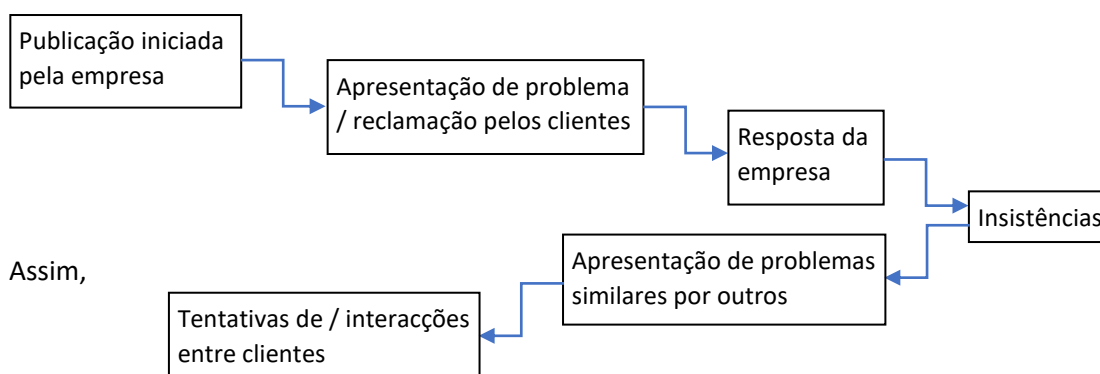 Publicação iniciada
pela empresa
Apresentação de problema
/ reclamação pelos clientes
Resposta da
empresa
Insistências
Assim,
Apresentação de problemas
similares por outros
Tentativas de / interacções
entre clientes